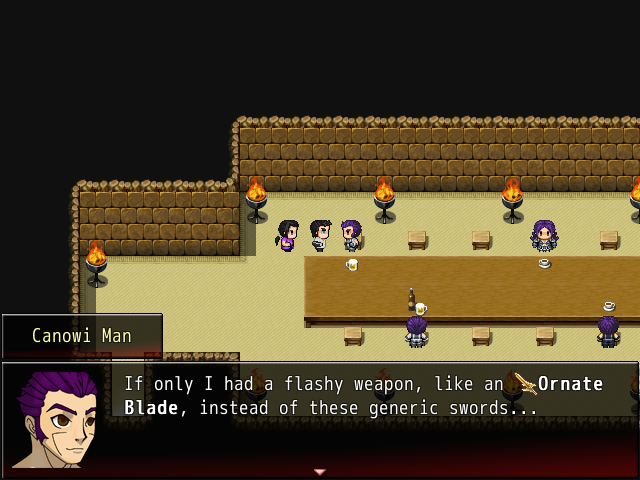 Canowi Man
If only I had a flashy weapon, like an Ornate
Blade, instead of these generic swords...